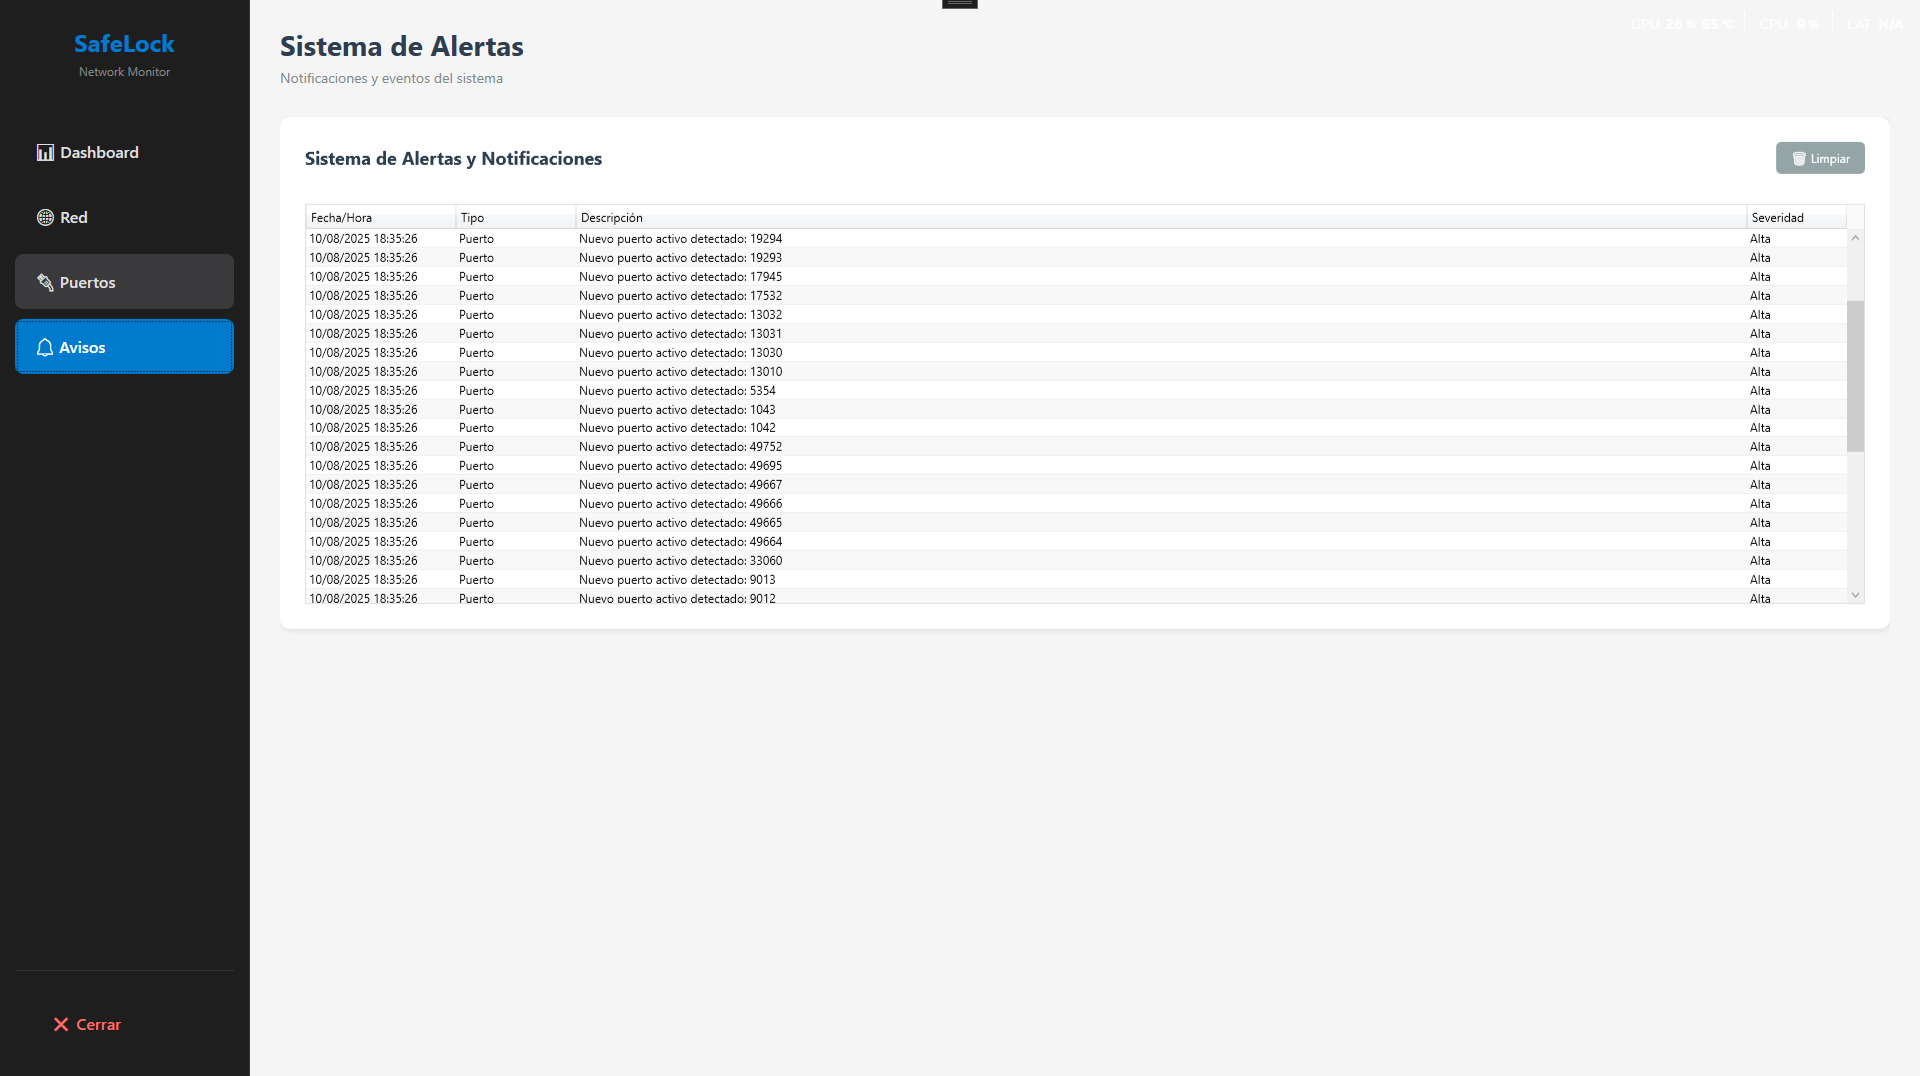 SafeLock
Network Monitor
Dashboard
Red
Puertos
Avisos
Cerrar
GPU 26% 55°C CPU 9% LAT N/A
Sistema de Alertas
Notificaciones y eventos del sistema
Sistema de Alertas y Notificaciones
Limpiar
Fecha/Hora Tipo Descripción Severidad
10/08/2025 18:35:26 Puerto Nuevo puerto activo detectado: 19294 Alta
10/08/2025 18:35:26 Puerto Nuevo puerto activo detectado: 19293 Alta
10/08/2025 18:35:26 Puerto Nuevo puerto activo detectado: 17945 Alta
10/08/2025 18:35:26 Puerto Nuevo puerto activo detectado: 17532 Alta
10/08/2025 18:35:26 Puerto Nuevo puerto activo detectado: 13032 Alta
10/08/2025 18:35:26 Puerto Nuevo puerto activo detectado: 13031 Alta
10/08/2025 18:35:26 Puerto Nuevo puerto activo detectado: 13030 Alta
10/08/2025 18:35:26 Puerto Nuevo puerto activo detectado: 13010 Alta
10/08/2025 18:35:26 Puerto Nuevo puerto activo detectado: 5354 Alta
10/08/2025 18:35:26 Puerto Nuevo puerto activo detectado: 1043 Alta
10/08/2025 18:35:26 Puerto Nuevo puerto activo detectado: 1042 Alta
10/08/2025 18:35:26 Puerto Nuevo puerto activo detectado: 49752 Alta
10/08/2025 18:35:26 Puerto Nuevo puerto activo detectado: 49695 Alta
10/08/2025 18:35:26 Puerto Nuevo puerto activo detectado: 49667 Alta
10/08/2025 18:35:26 Puerto Nuevo puerto activo detectado: 49666 Alta
10/08/2025 18:35:26 Puerto Nuevo puerto activo detectado: 49665 Alta
10/08/2025 18:35:26 Puerto Nuevo puerto activo detectado: 49664 Alta
10/08/2025 18:35:26 Puerto Nuevo puerto activo detectado: 33060 Alta
10/08/2025 18:35:26 Puerto Nuevo puerto activo detectado: 9013 Alta
10/08/2025 18:35:26 Puerto Nuevo puerto activo detectado: 9012 Alta